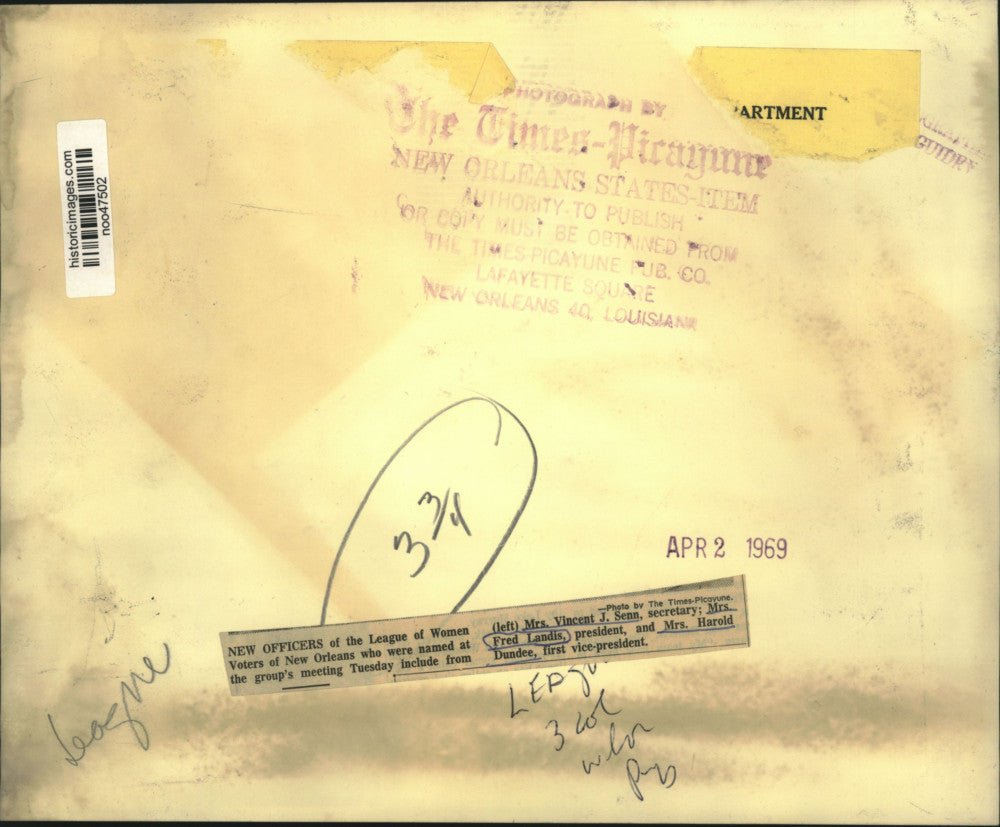 PHOTOGRAPH BY
The Times-Picayune
NEW ORLEANS STATES-ITEM
AUTHORITY TO PUBLISH
OR COPY MUST BE OBTAINED FROM
THE TIMES-PICAYUNE PUB. CO.
LAFAYETTE SQUARE
NEW ORLEANS 40, LOUISIANA
ARTMENT
GUIDRY
historicimages.com
noo47502
3 3/4
APR 2 1969
—Photo by The Times-Picayune.
NEW OFFICERS of the League of Women
Voters of New Orleans who were named at
the group's meeting Tuesday include from
(left) Mrs. Vincent J. Senn, secretary; Mrs.
Fred Landis, president, and Mrs. Harold
Dundee, first vice-president.
League
3 col